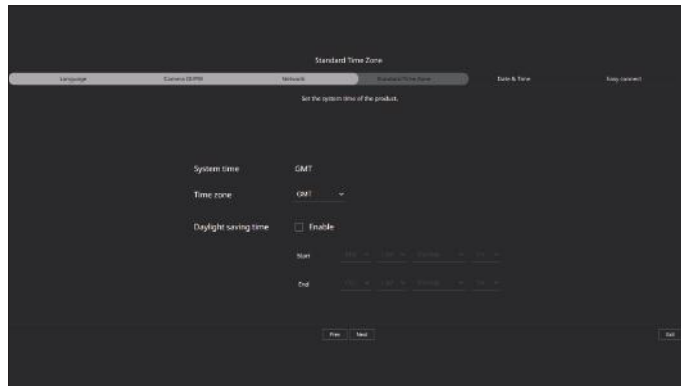 Standard Time Zone
Language Camera ID/PW Network Standard Time Zone Date & Time Easy connect
Set the system time of the product.
System time GMT
Time zone GMT
Daylight saving time Enable
Start
End
Prev Next Exit